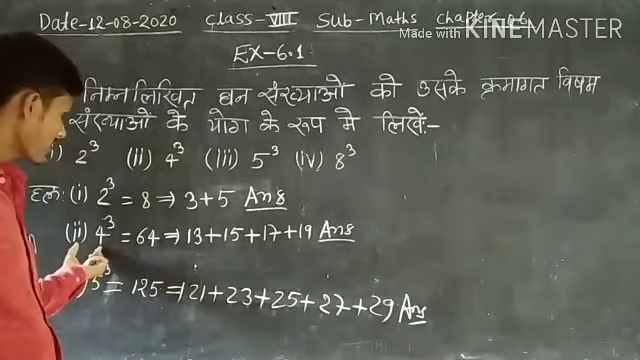 Date-12-08-2020 Class-VIII Sub-Maths Chapter-06
Made with KINEMASTER
EX-6.1
निम्नलिखित घन संख्याओं को उसके क्रमागत विषम
संख्याओं के योग के रूप मे लिखें:-
(i) 2³ (ii) 4³ (iii) 5³ (iv) 8³
हल: (i) 2³ = 8 ⇒ 3+5 Ans
(ii) 4³ = 64 ⇒ 13+15+17+19 Ans
5³ = 125 ⇒ 21+23+25+27+29 Ans